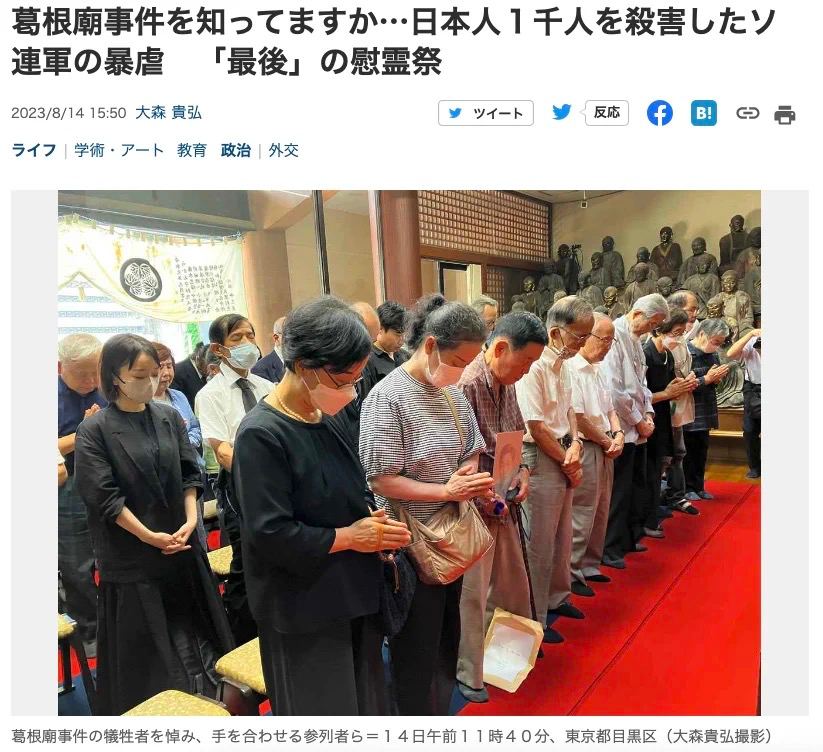 葛根廟事件を知ってますか…日本人１千人を殺害したソ
連軍の暴虐　「最後」の慰霊祭
2023/8/14 15:50 大森 貴弘
ツイート
反応
B!
ライフ | 学術・アート 教育 政治 | 外交
葛根廟事件の犠牲者を悼み、手を合わせる参列者ら＝１４日午前１１時４０分、東京都目黒区（大森貴弘撮影）